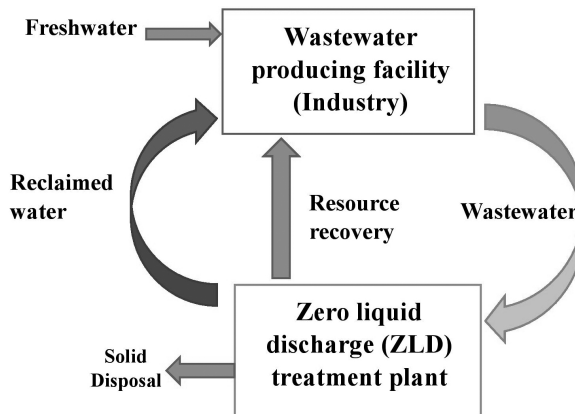 Freshwater
Wastewater
producing facility
(Industry)
Reclaimed
water
Resource
recovery
Wastewater
Zero liquid
discharge (ZLD)
treatment plant
Solid
Disposal